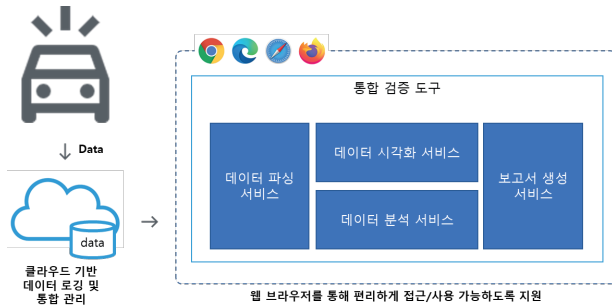 Data
data
클라우드 기반
데이터 로깅 및
통합 관리
통합 검증 도구
데이터 파싱
서비스
데이터 시각화 서비스
데이터 분석 서비스
보고서 생성
서비스
웹 브라우저를 통해 편리하게 접근/사용 가능하도록 지원